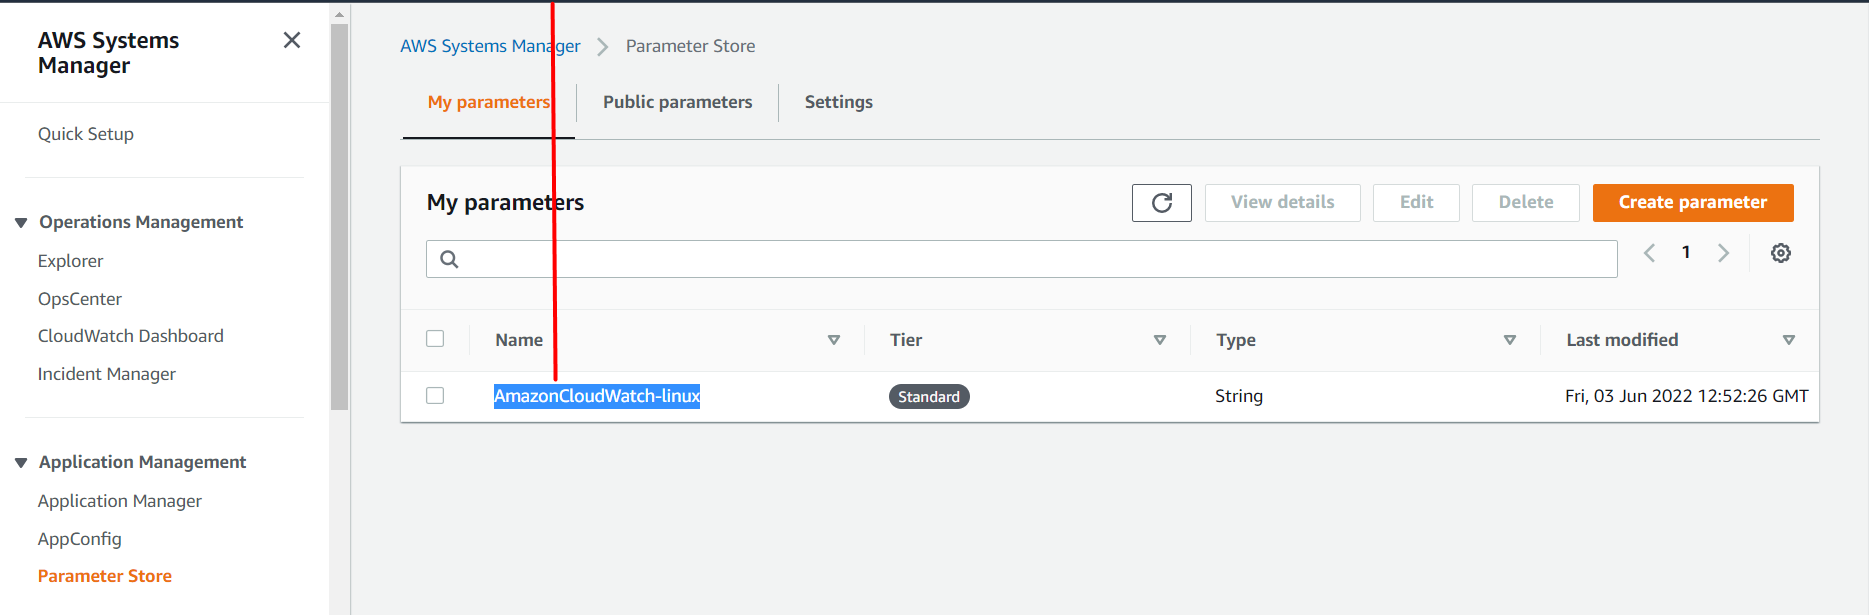 AWS Systems
Manager
Quick Setup
Operations Management
Explorer
OpsCenter
CloudWatch Dashboard
Incident Manager
Application Management
Application Manager
AppConfig
Parameter Store
AWS Systems Manager Parameter Store
My parameters Public parameters Settings
My parameters View details Edit Delete Create parameter
1
Name Tier Type Last modified
AmazonCloudWatch-linux Standard String Fri, 03 Jun 2022 12:52:26 GMT